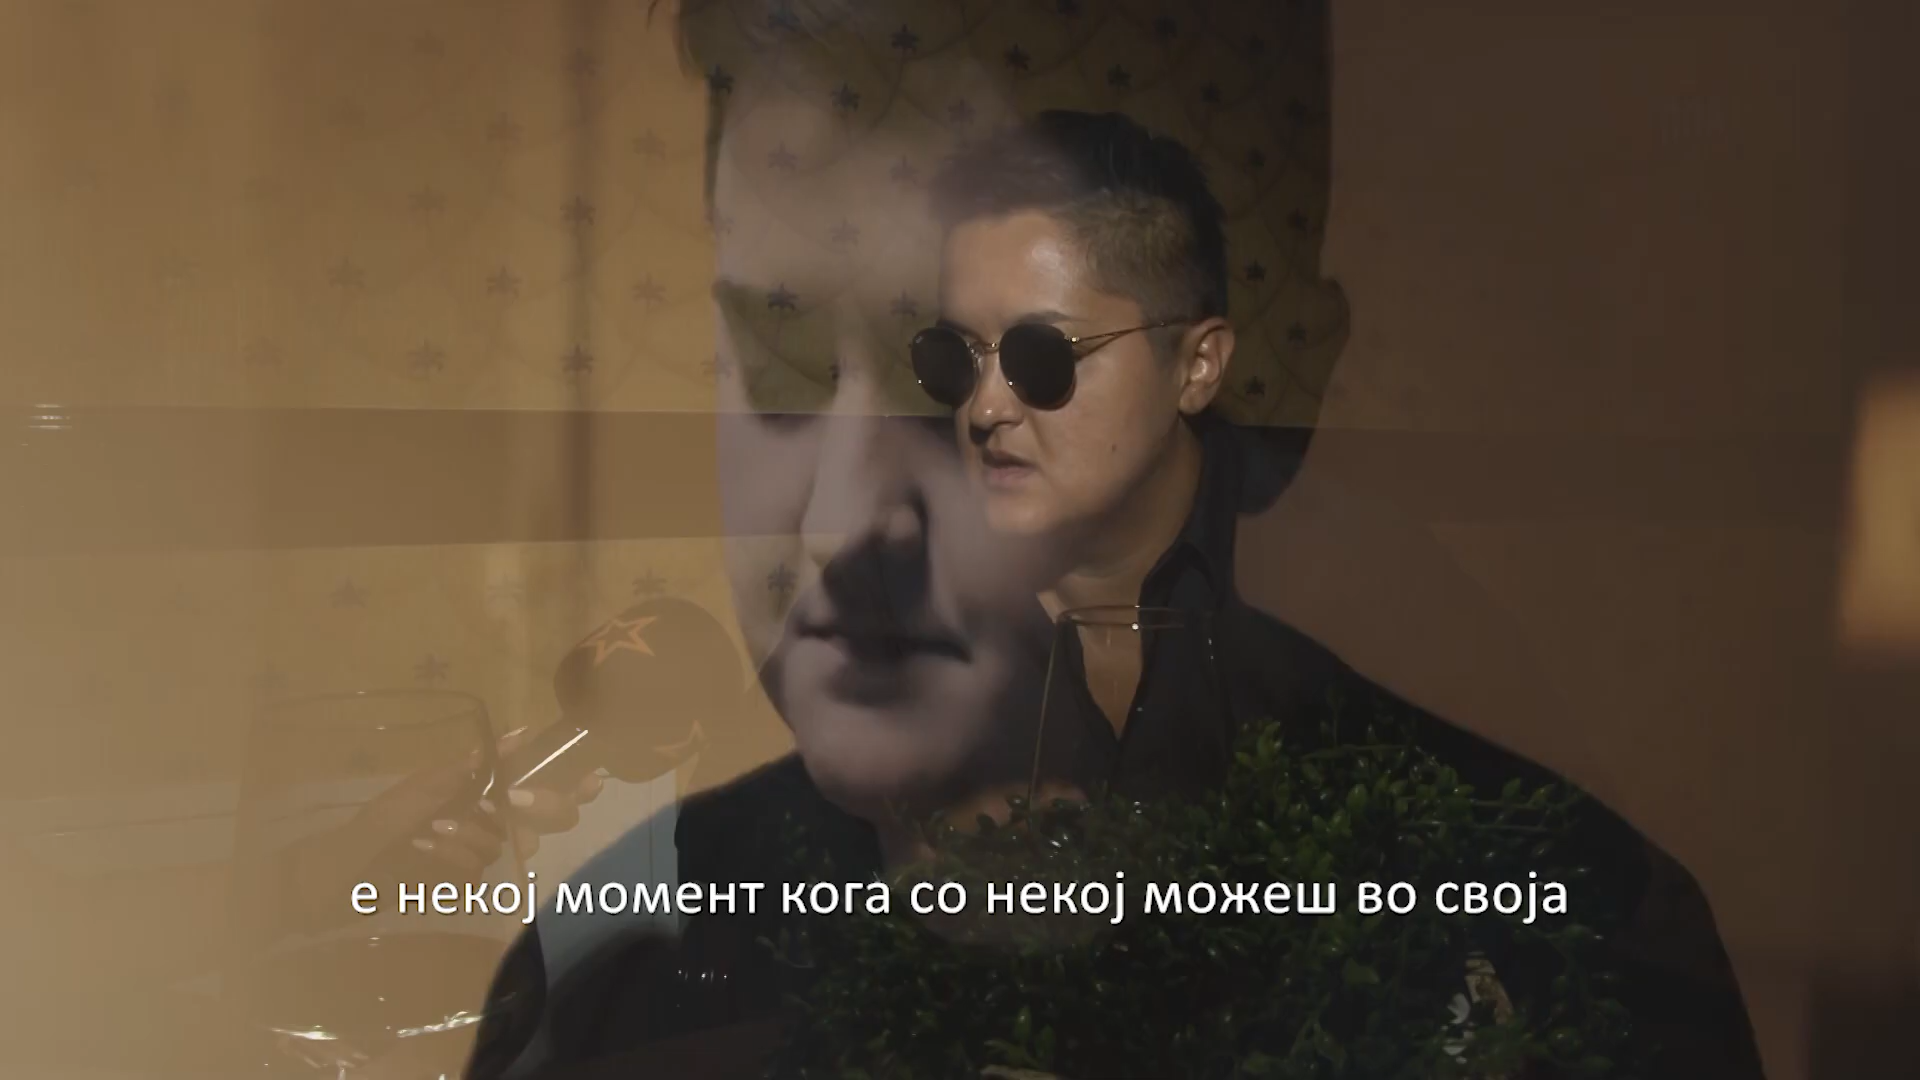 е некој момент кога со некој можеш во своја